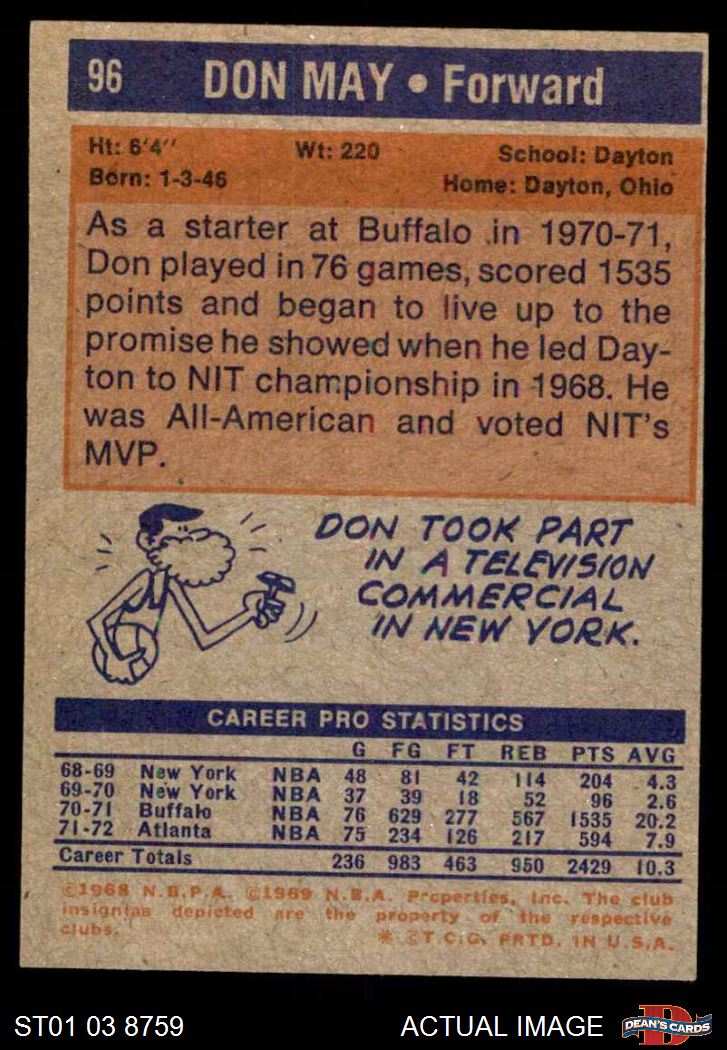 96 DON MAY • Forward
Ht: 6'4" Wt: 220 School: Dayton
Born: 1-3-46 Home: Dayton, Ohio
As a starter at Buffalo in 1970-71,
Don played in 76 games, scored 1535
points and began to live up to the
promise he showed when he led Day-
ton to NIT championship in 1968. He
was All-American and voted NIT's
MVP.
DON TOOK PART
IN A TELEVISION
COMMERCIAL
IN NEW YORK.
CAREER PRO STATISTICS
G FG FT REB PTS AVG
68-69 New York NBA 48 81 42 114 204 4.3
69-70 New York NBA 37 39 18 52 96 2.6
70-71 Buffalo NBA 76 629 277 567 1535 20.2
71-72 Atlanta NBA 75 234 126 217 594 7.9
Career Totals 236 983 463 950 2429 10.3
©1968 N.B.P.A. ©1969 N.B.A. Properties, Inc. The club
insignias depicted are the property of the respective
clubs. * ©T.C.G. PRTD. IN U.S.A.
ST01 03 8759 ACTUAL IMAGE D DEAN'S CARDS